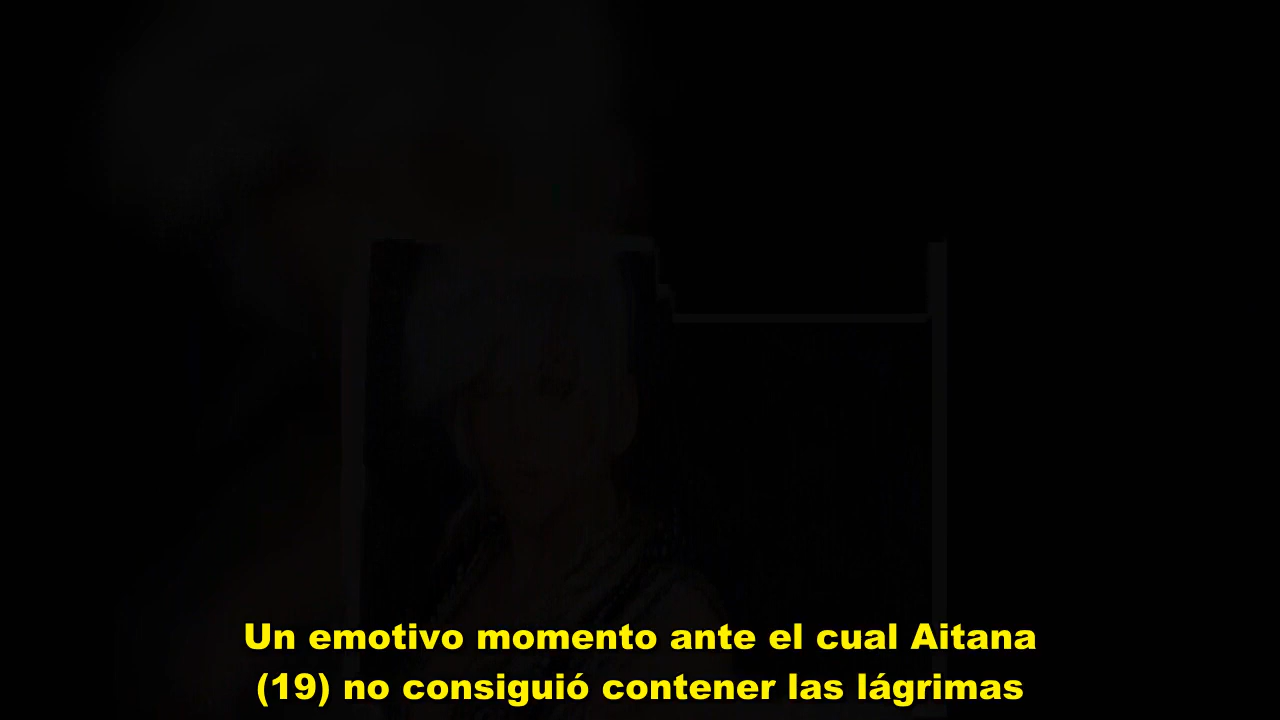 Un emotivo momento ante el cual Aitana
(19) no consiguió contener las lágrimas